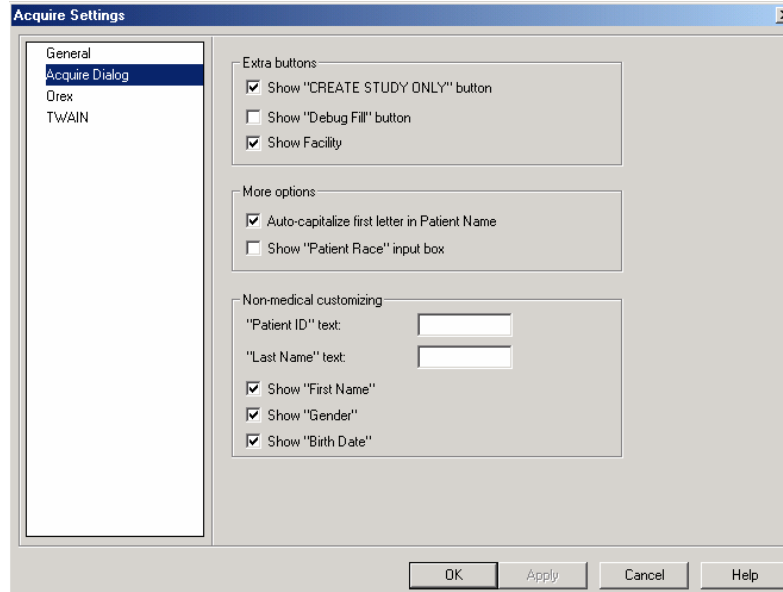 Acquire Settings
General
Acquire Dialog
Orex
TWAIN
Extra buttons
Show "CREATE STUDY ONLY" button
Show "Debug Fill" button
Show Facility
More options
Auto-capitalize first letter in Patient Name
Show "Patient Race" input box
Non-medical customizing
"Patient ID" text:
"Last Name" text:
Show "First Name"
Show "Gender"
Show "Birth Date"
OK Apply Cancel Help